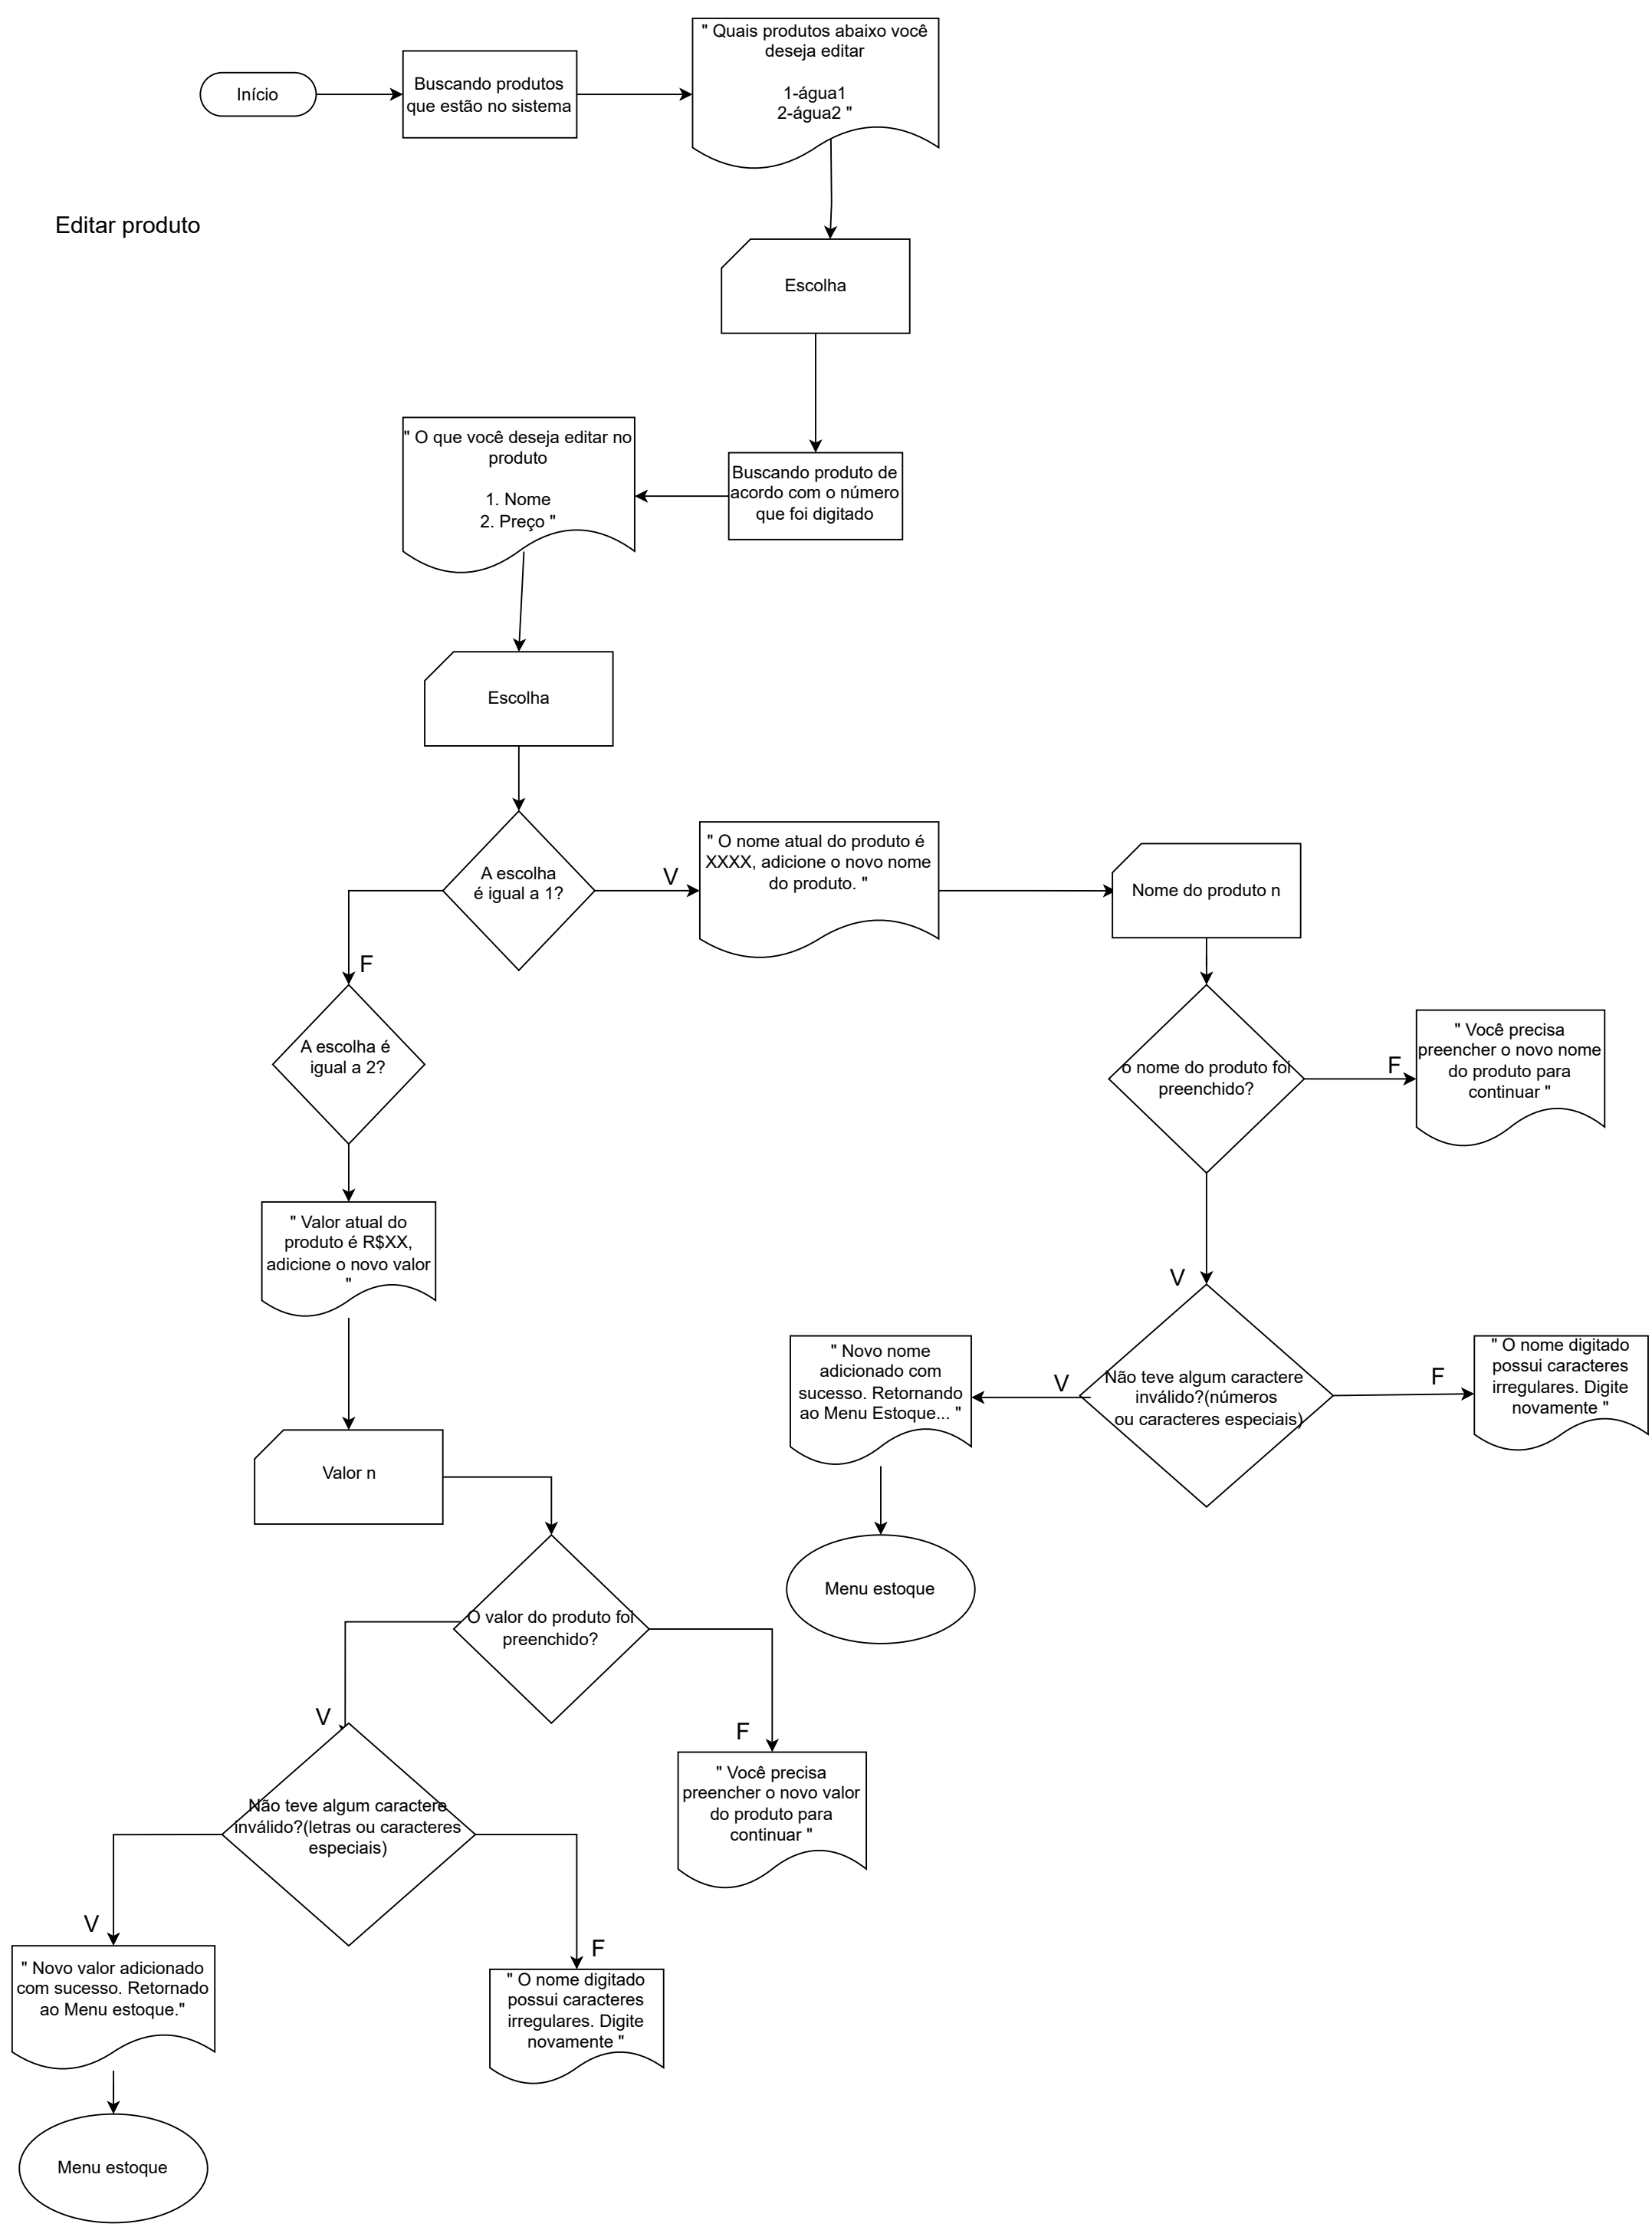 Início
Buscando produtos
que estão no sistema
" Quais produtos abaixo você
deseja editar
1-água1
2-água2 "
Editar produto
Escolha
Buscando produto de
acordo com o número
que foi digitado
" O que você deseja editar no
produto
1. Nome
2. Preço "
Escolha
A escolha
é igual a 1?
V
" O nome atual do produto é
XXXX, adicione o novo nome
do produto. "
Nome do produto n
F
A escolha é
igual a 2?
o nome do produto foi
preenchido?
F
" Você precisa
preencher o novo nome
do produto para
continuar "
" Valor atual do
produto é R$XX,
adicione o novo valor
"
V
Não teve algum caractere
inválido?(números
ou caracteres especiais)
F
" O nome digitado
possui caracteres
irregulares. Digite
novamente "
V
" Novo nome
adicionado com
sucesso. Retornando
ao Menu Estoque... "
Menu estoque
Valor n
O valor do produto foi
preenchido?
V
F
" Você precisa
preencher o novo valor
do produto para
continuar "
Não teve algum caractere
inválido?(letras ou caracteres
especiais)
V
" Novo valor adicionado
com sucesso. Retornado
ao Menu estoque."
F
" O nome digitado
possui caracteres
irregulares. Digite
novamente "
Menu estoque